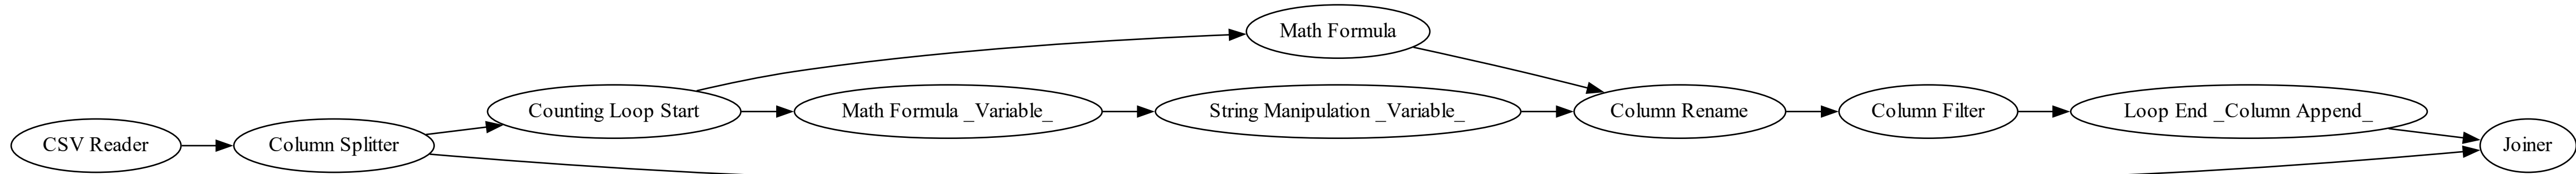 Math Formula
Counting Loop Start
Math Formula _Variable_
String Manipulation _Variable_
Column Rename
Column Filter
Loop End _Column Append_
CSV Reader
Column Splitter
Joiner